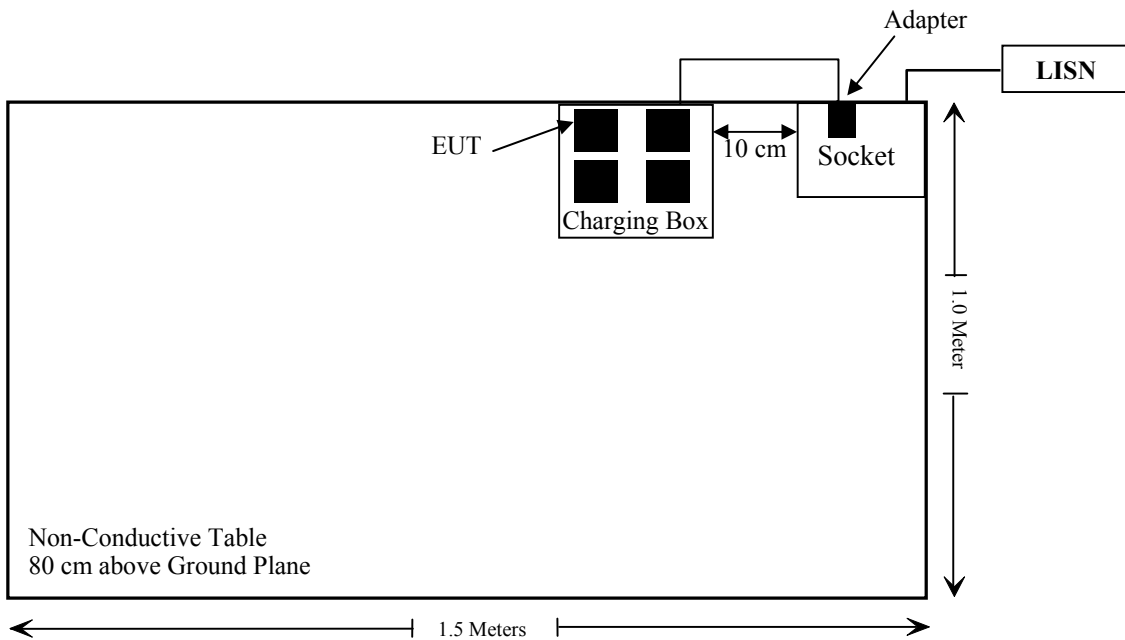 Adapter
LISN
EUT
10 cm
Socket
Charging Box
1.0 Meter
Non-Conductive Table
80 cm above Ground Plane
1.5 Meters